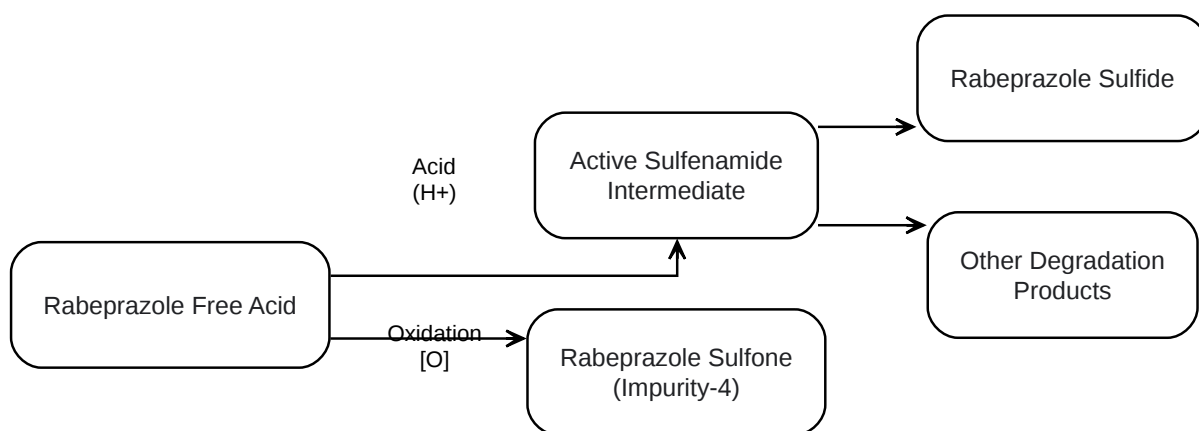 Rabeprazole Sulfide
Acid
(H+)
Active Sulfenamide
Intermediate
Rabeprazole Free Acid
Other Degradation
Products
Oxidation
[O]
Rabeprazole Sulfone
(Impurity-4)